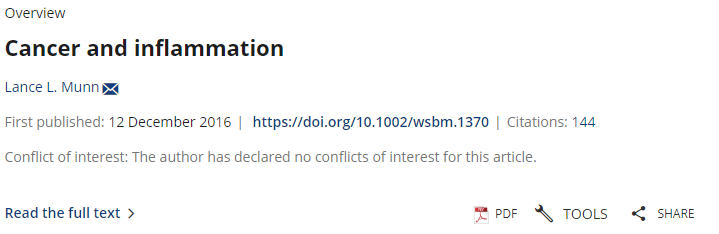 Overview
Cancer and inflammation
Lance L. Munn
First published: 12 December 2016 | https://doi.org/10.1002/wsbm.1370 | Citations: 144
Conflict of interest: The author has declared no conflicts of interest for this article.
Read the full text > PDF TOOLS SHARE